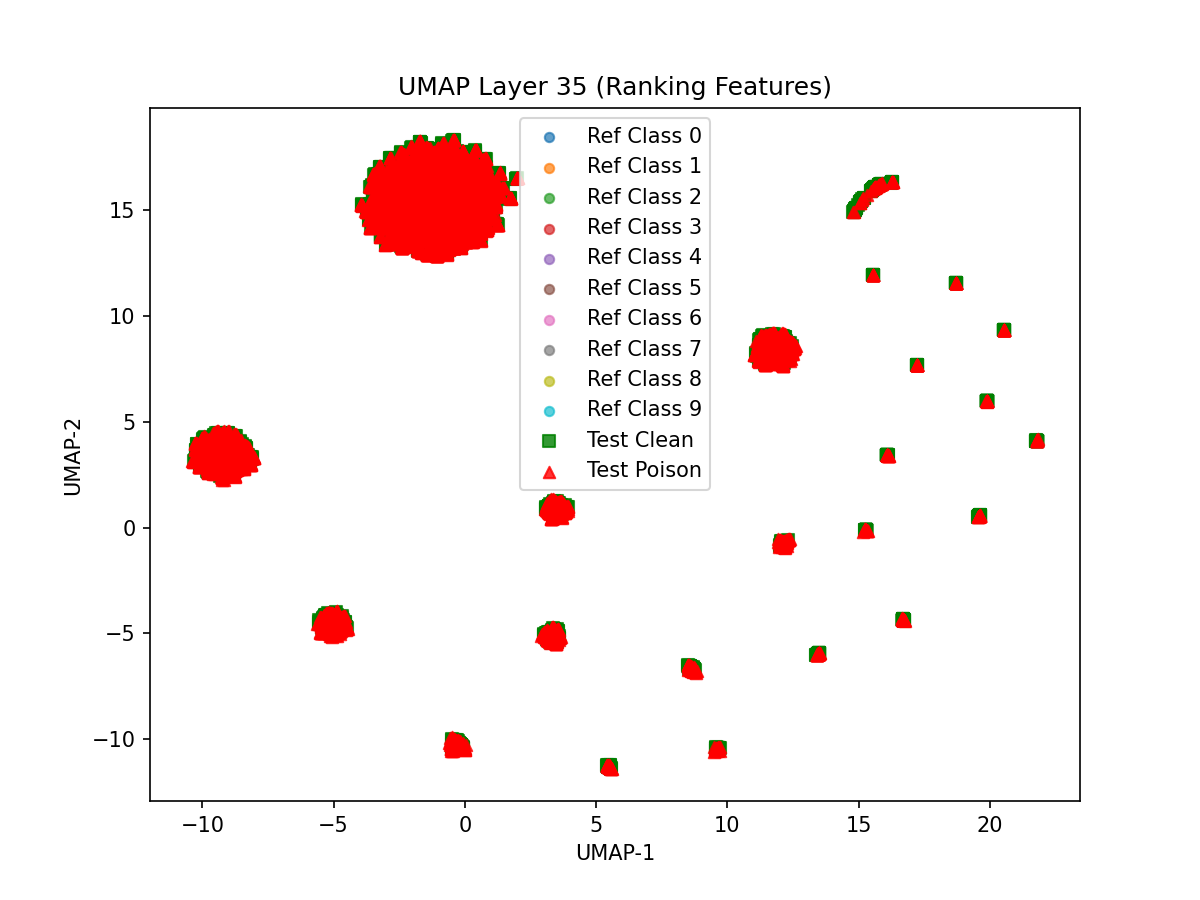 UMAP Layer 35 (Ranking Features)
Ref Class 0
Ref Class 1
Ref Class 2
Ref Class 3
Ref Class 4
Ref Class 5
Ref Class 6
Ref Class 7
Ref Class 8
Ref Class 9
Test Clean
Test Poison
15
10
5
0
−5
−10
UMAP-2
−10 −5 0 5 10 15 20
UMAP-1